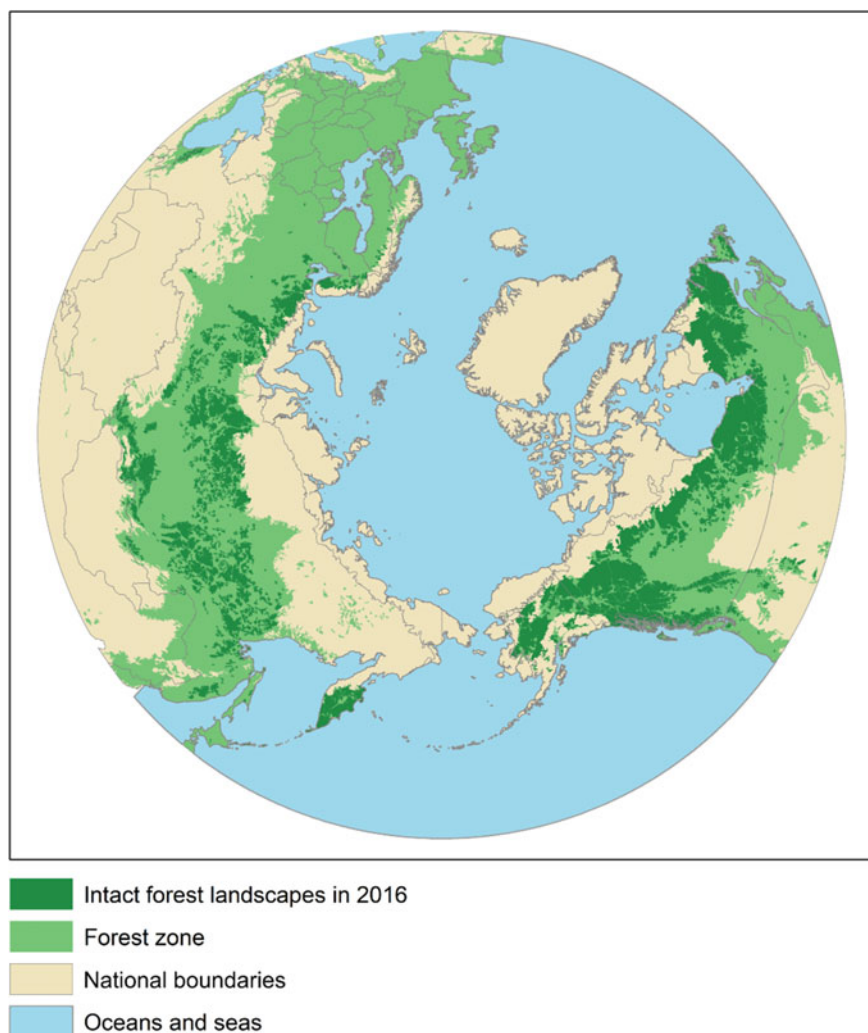 Intact forest landscapes in 2016
Forest zone
National boundaries
Oceans and seas